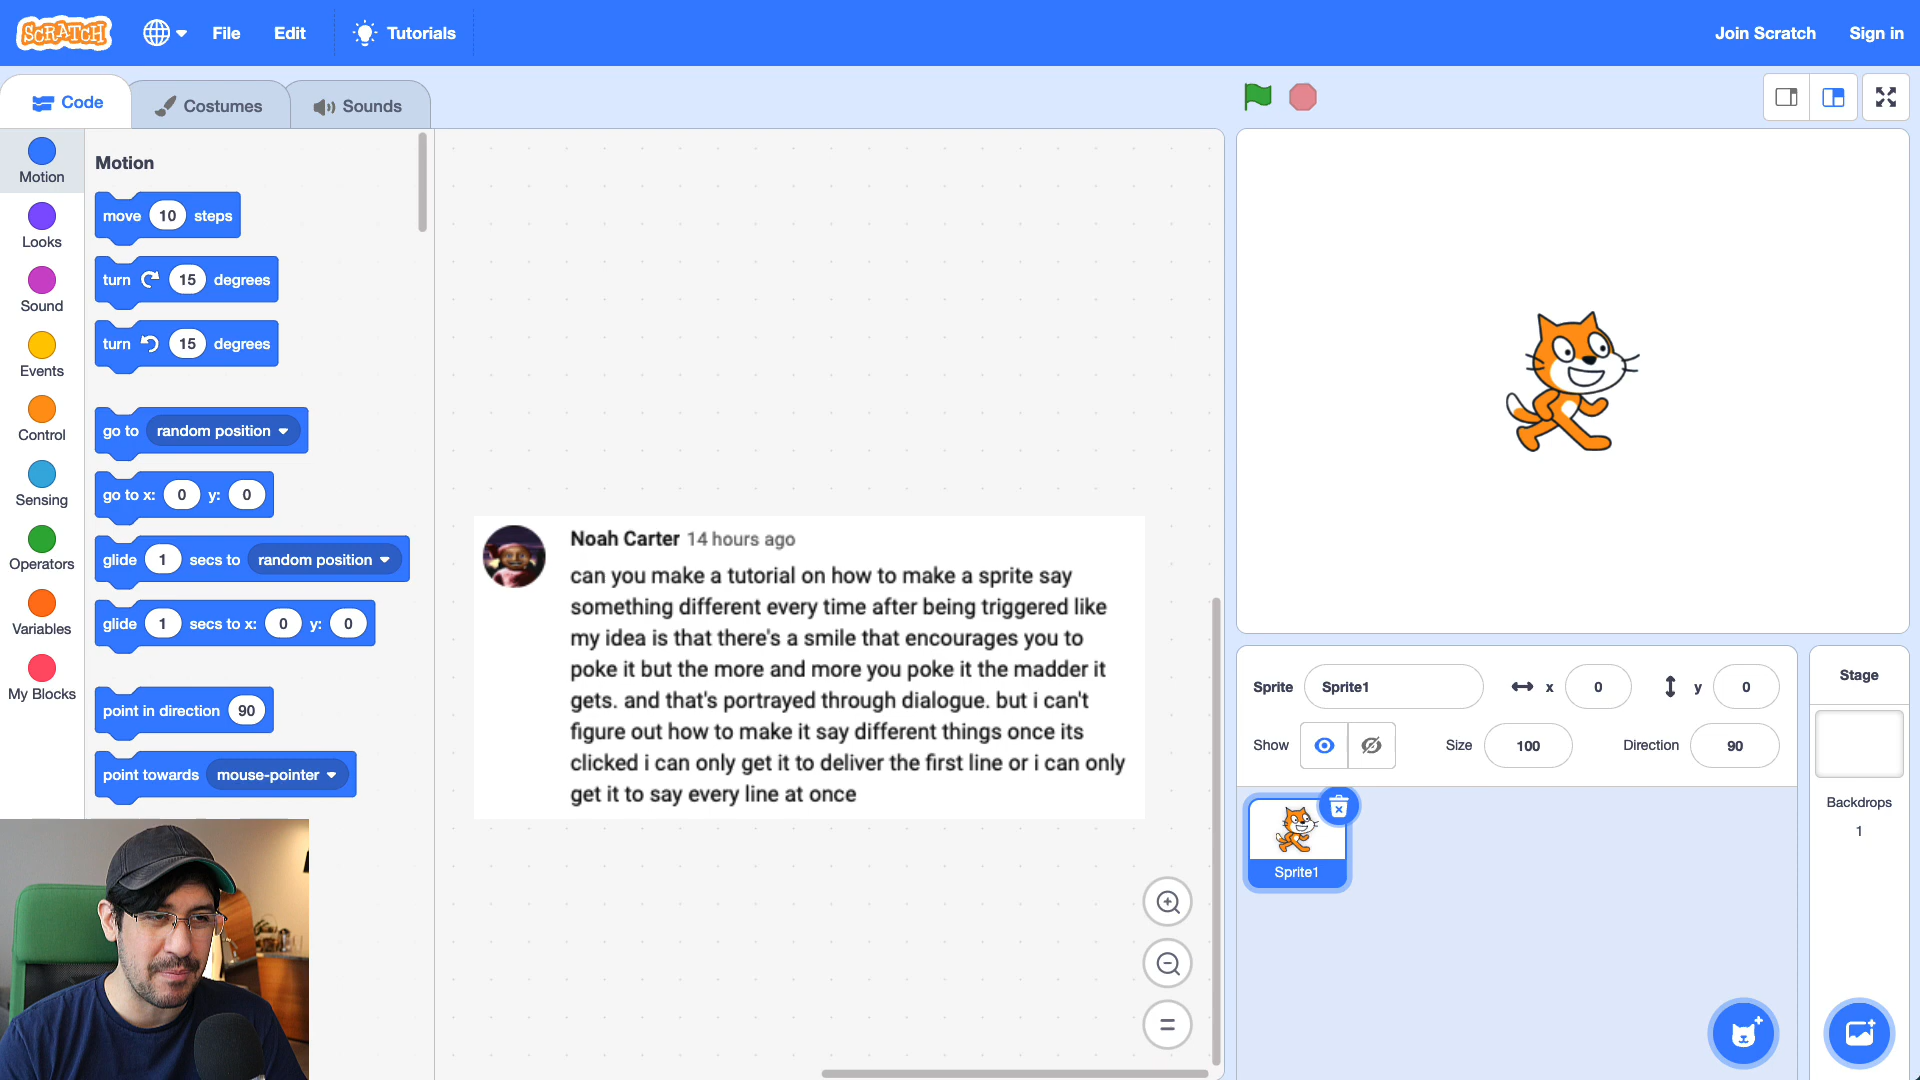 SCRATCH
File
Edit
Tutorials
Join Scratch
Sign in
Code
Costumes
Sounds
Motion
Looks
Sound
Events
Control
Sensing
Operators
Variables
My Blocks
Motion
move 10 steps
turn 15 degrees
turn 15 degrees
go to random position
go to x: 0 y: 0
glide 1 secs to random position
glide 1 secs to x: 0 y: 0
point in direction 90
point towards mouse-pointer
Noah Carter 14 hours ago
can you make a tutorial on how to make a sprite say
something different every time after being triggered like
my idea is that there's a smile that encourages you to
poke it but the more and more you poke it the madder it
gets. and that's portrayed through dialogue. but i can't
figure out how to make it say different things once its
clicked i can only get it to deliver the first line or i can only
get it to say every line at once
Sprite Sprite1 x 0 y 0
Show Size 100 Direction 90
Sprite1
Stage
Backdrops
1